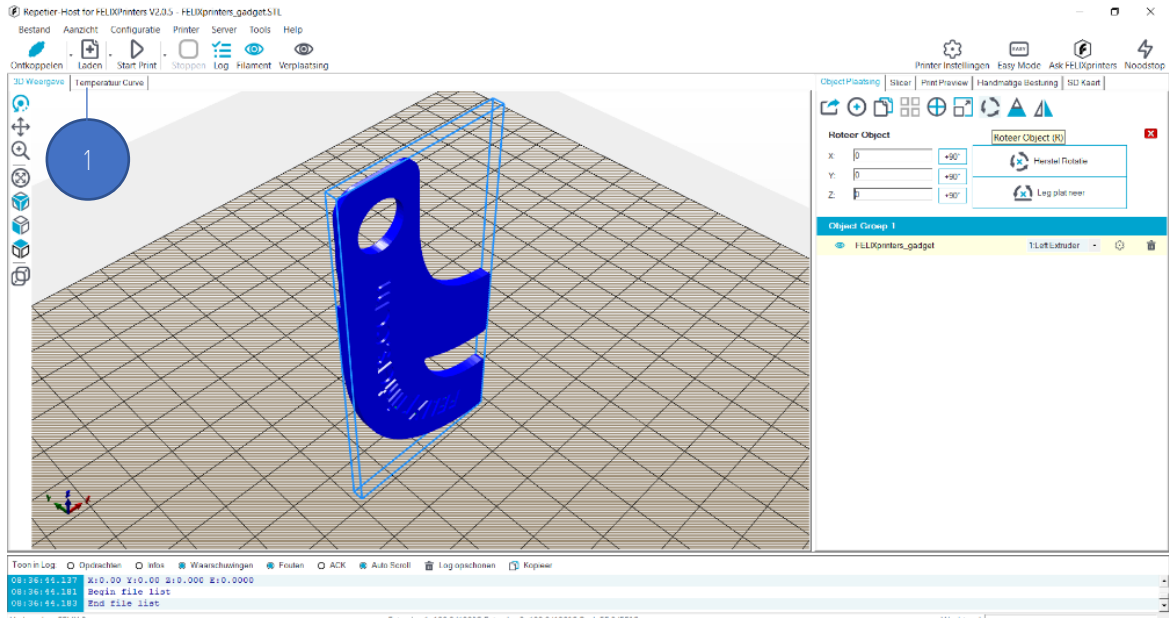 Repetier-Host for FELIXPrinters V2.0.5 - FELIXprinters_gadget.STL
Bestand Aanzicht Configuratie Printer Server Tools Help
Ontkoppelen Laden Start Print Stoppen Log Filament Verplaatsing
EASY
Printer Instellingen Easy Mode Ask FELIXprinters Noodstop
3D Weergave Temperatuur Curve
Object Plaatsing Slicer Print Preview Handmatige Besturing SD Kaart
1
Roteer Object
Roteer Object (R)
X: 0 +90°
Herstel Rotatie
Y: 0 +90°
Z: 0 +90°
Leg plat neer
Object Groep 1
FELIXprinters_gadget 1:Left Extruder
Toon in Log: Opdrachten Infos Waarschuwingen Fouten ACK Auto Scroll Log opschonen Kopieer
08:36:44.137 X:0.00 Y:0.00 Z:0.000 E:0.0000
08:36:44.181 Begin file list
08:36:44.183 End file list